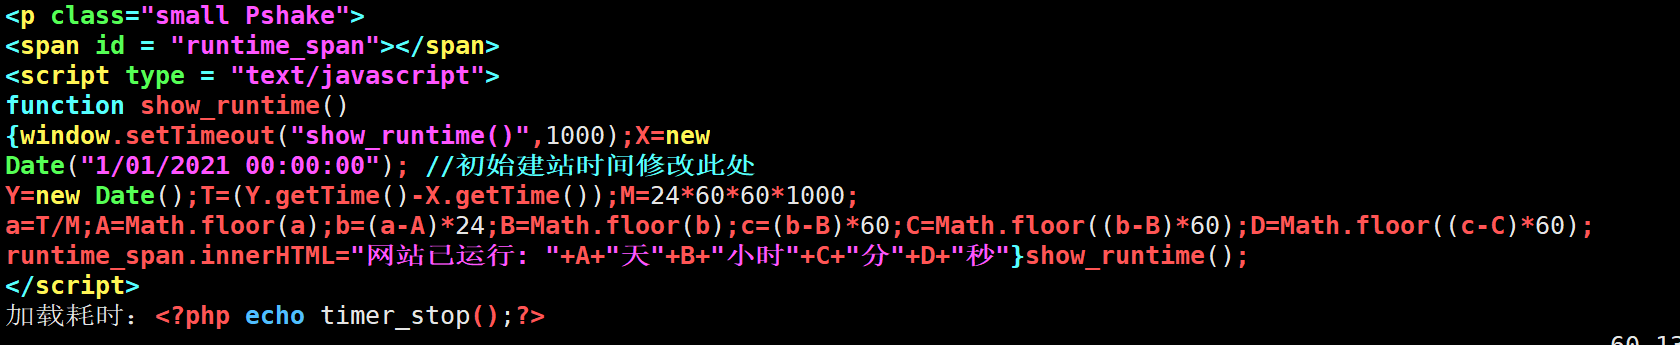 <p class="small Pshake">
<span id = "runtime_span"></span>
<script type = "text/javascript">
function show_runtime()
{window.setTimeout("show_runtime()",1000);X=new
Date("1/01/2021 00:00:00"); //初始建站时间修改此处
Y=new Date();T=(Y.getTime()-X.getTime());M=24*60*60*1000;
a=T/M;A=Math.floor(a);b=(a-A)*24;B=Math.floor(b);c=(b-B)*60;C=Math.floor((b-B)*60);D=Math.floor((c-C)*60);
runtime_span.innerHTML="网站已运行: "+A+"天"+B+"小时"+C+"分"+D+"秒"}show_runtime();
</script>
加载耗时: <?php echo timer_stop();?>